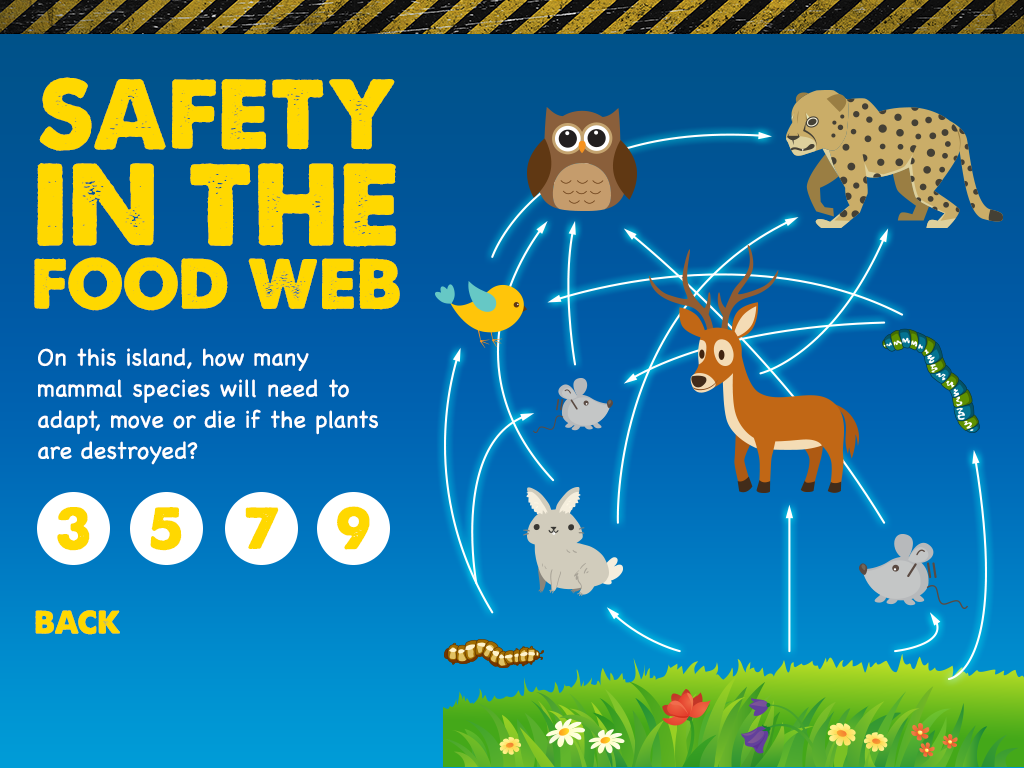 SAFETY
IN THE
FOOD WEB
On this island, how many
mammal species will need to
adapt, move or die if the plants
are destroyed?
3 5 7 9
BACK